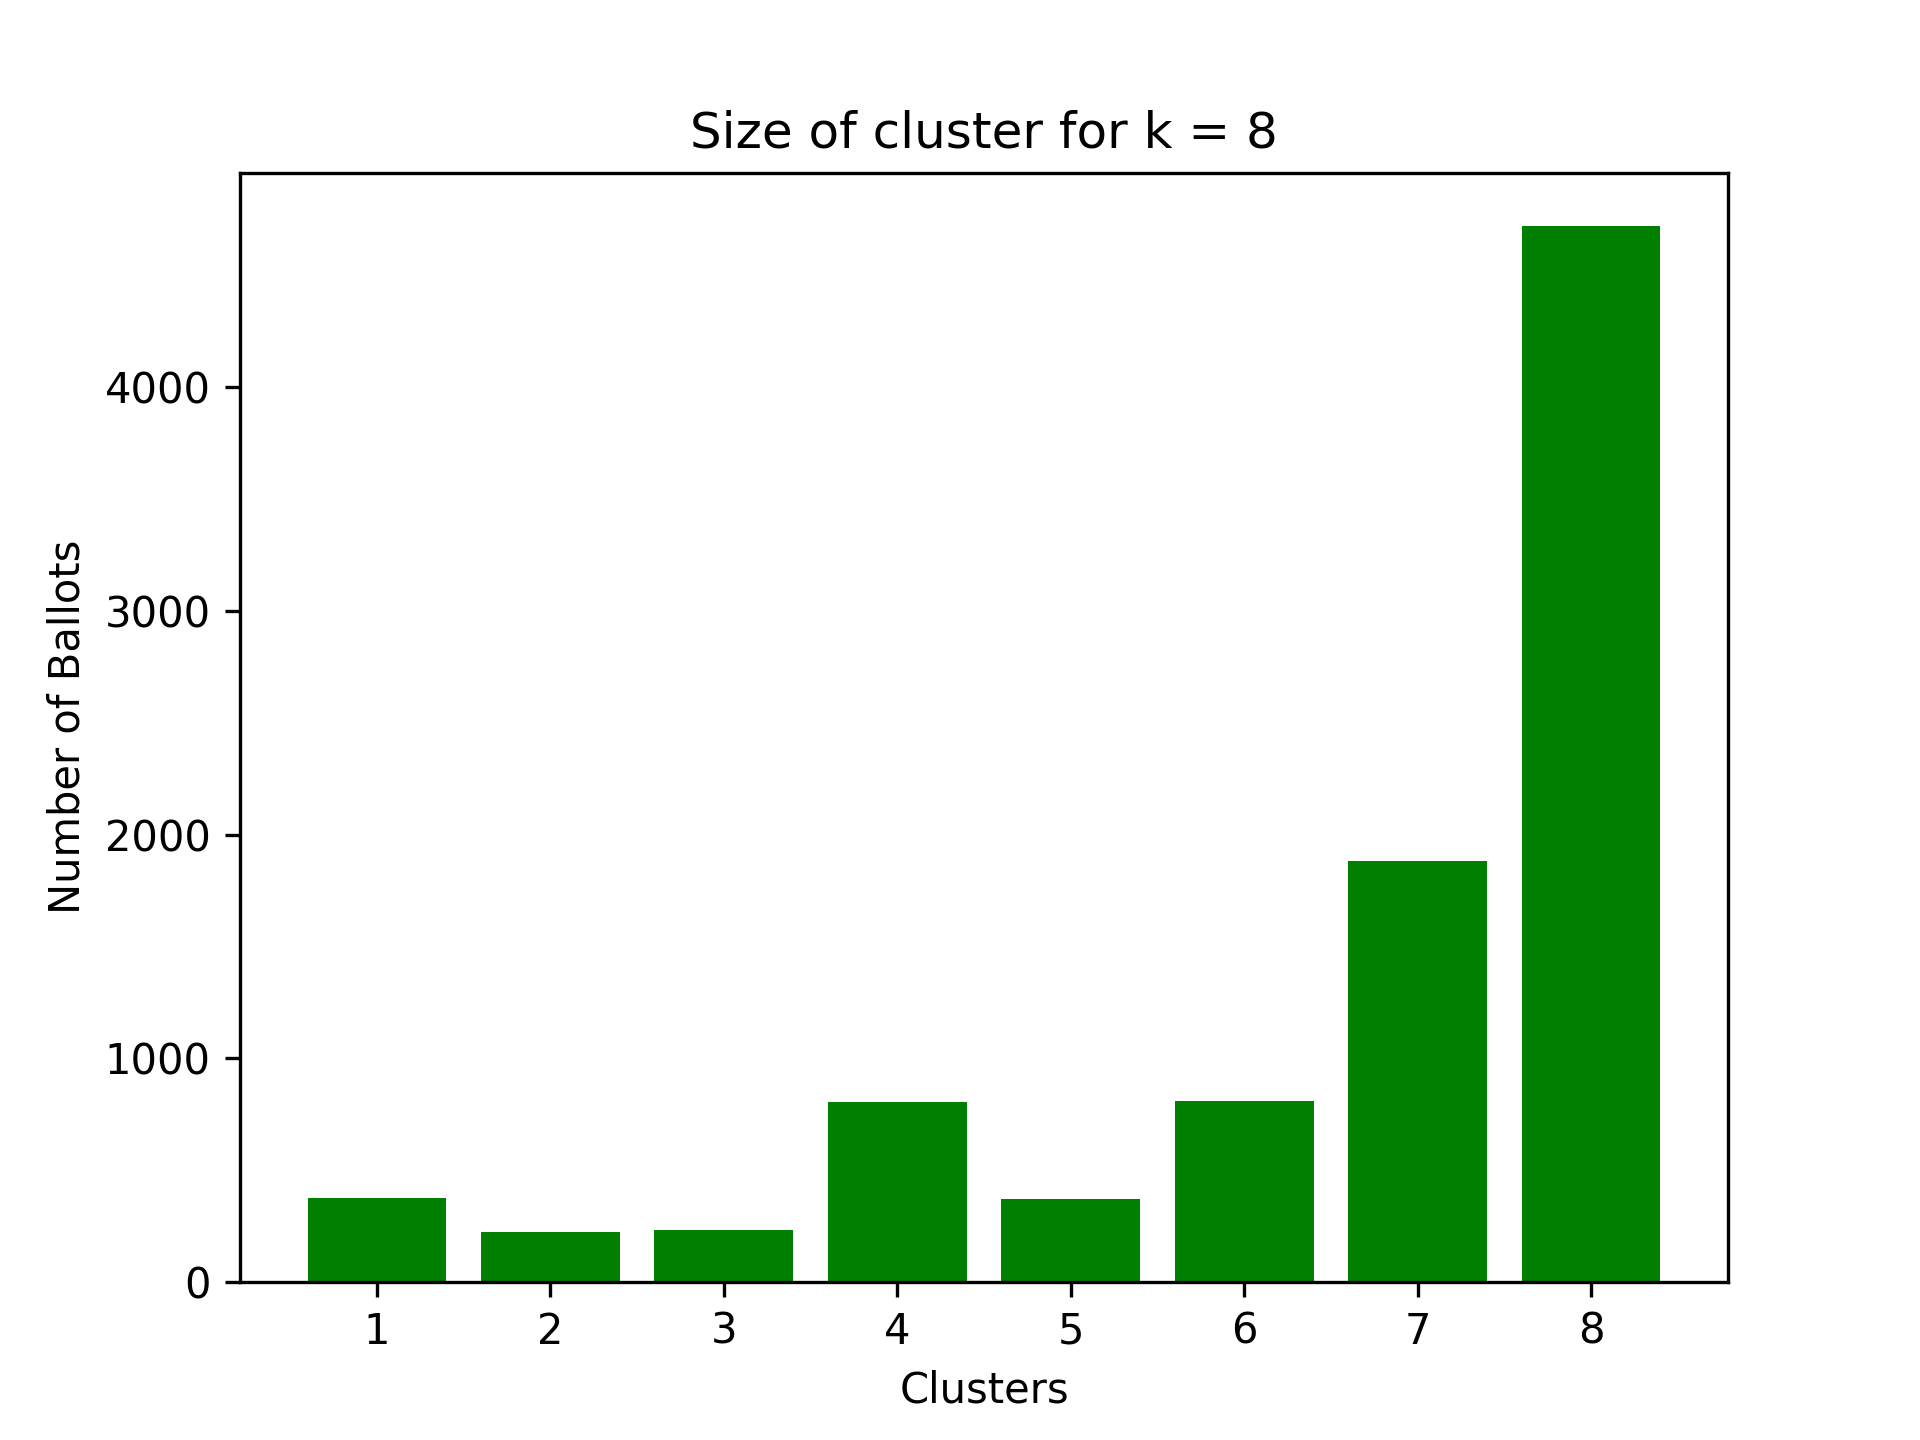 Size of cluster for k = 8
Number of Ballots
4000
3000
2000
1000
0
1 2 3 4 5 6 7 8
Clusters